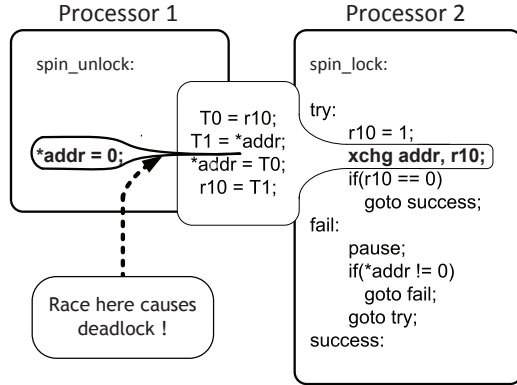 Processor 1
spin_unlock:
*addr = 0;
Race here causes
deadlock !
T0 = r10;
T1 = *addr;
*addr = T0;
r10 = T1;
Processor 2
spin_lock:
try:
r10 = 1;
xchg addr, r10;
if(r10 == 0)
goto success;
fail:
pause;
if(*addr != 0)
goto fail;
goto try;
success: